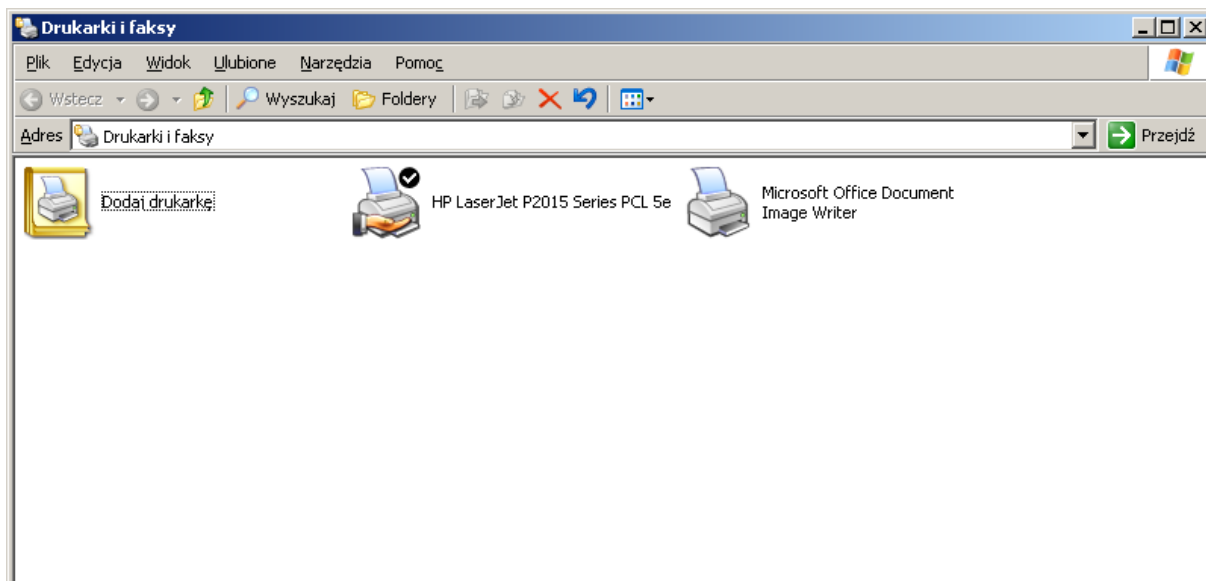 Drukarki i faksy
Plik Edycja Widok Ulubione Narzędzia Pomoc
Wstecz Wyszukaj Foldery
Adres Drukarki i faksy Przejdź
Dodaj drukarkę
HP LaserJet P2015 Series PCL 5e
Microsoft Office Document
Image Writer